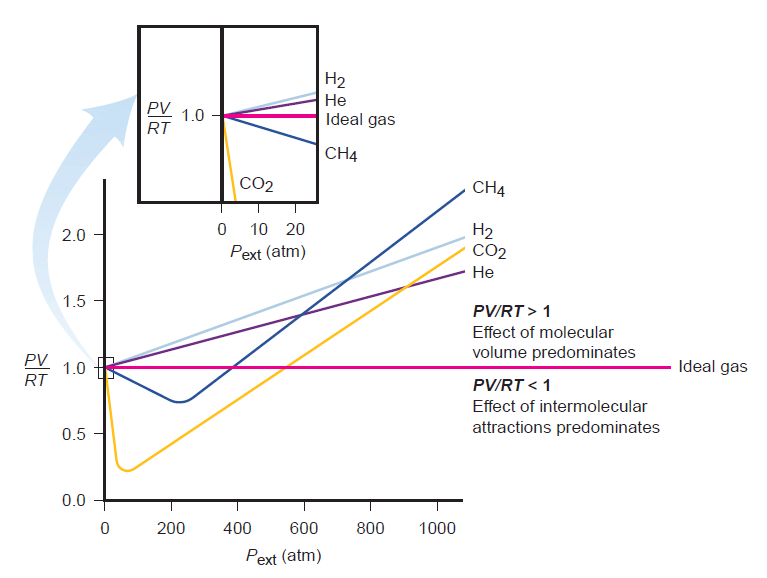 H2
He
PV
RT
1.0
Ideal gas
CH4
CO2
0 10 20
Pext (atm)
CH4
2.0
H2
CO2
He
1.5
PV/RT > 1
Effect of molecular
volume predominates
PV
RT
1.0
Ideal gas
PV/RT < 1
Effect of intermolecular
attractions predominates
0.5
0.0
0 200 400 600 800 1000
Pext (atm)